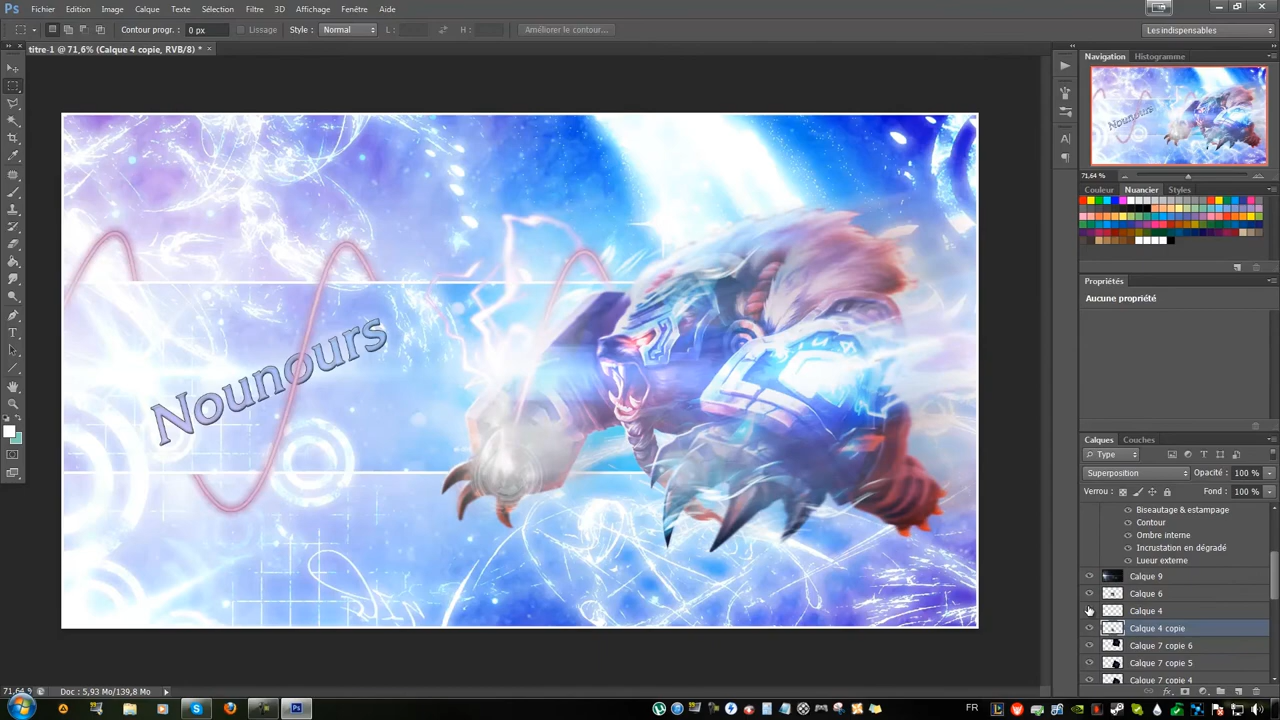 Ps Fichier Edition Image Calque Texte Sélection Filtre 3D Affichage Fenêtre Aide
Contour progr. : 0 px Lissage Style : Normal L : H : Améliorer le contour... Les indispensables
titre-1 @ 71,6% (Calque 4 copie, RVB/8) * ×
Navigation Histogramme
Nounours
71,64 %
Couleur Nuancier Styles
Propriétés
Aucune propriété
Nounours
Calques Couches
Type
Superposition Opacité : 100 %
Verrou : Fond : 100 %
Biseautage & estampage
Contour
Ombre interne
Incrustation en dégradé
Lueur externe
Calque 9
Calque 6
Calque 4
Calque 4 copie
Calque 7 copie 6
Calque 7 copie 5
Calque 7 copie 4
Doc : 5,93 Mo/139,8 Mo
FR